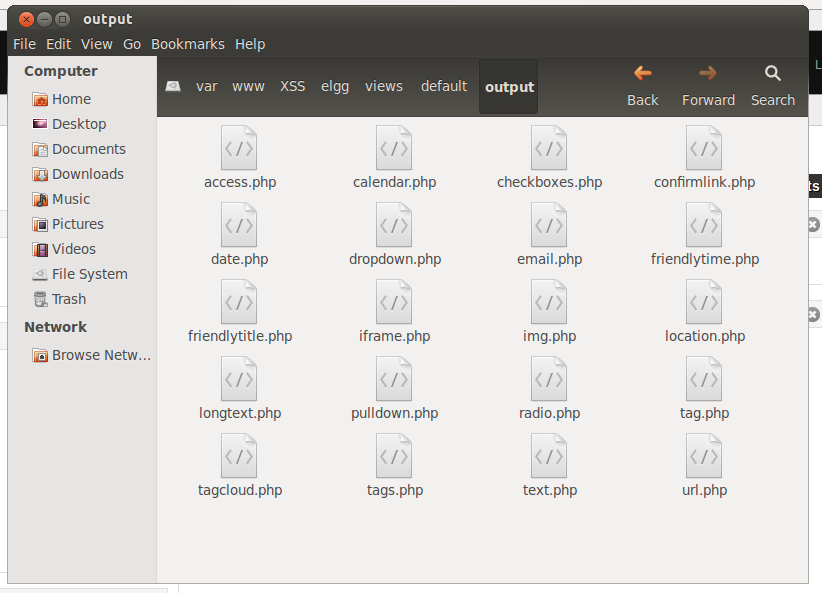 output
File Edit View Go Bookmarks Help
Computer
Home
Desktop
Documents
Downloads
Music
Pictures
Videos
File System
Trash
Network
Browse Netw...
var www XSS elgg views default output
Back Forward Search
access.php calendar.php checkboxes.php confirmlink.php
date.php dropdown.php email.php friendlytime.php
friendlytitle.php iframe.php img.php location.php
longtext.php pulldown.php radio.php tag.php
tagcloud.php tags.php text.php url.php
L
ts